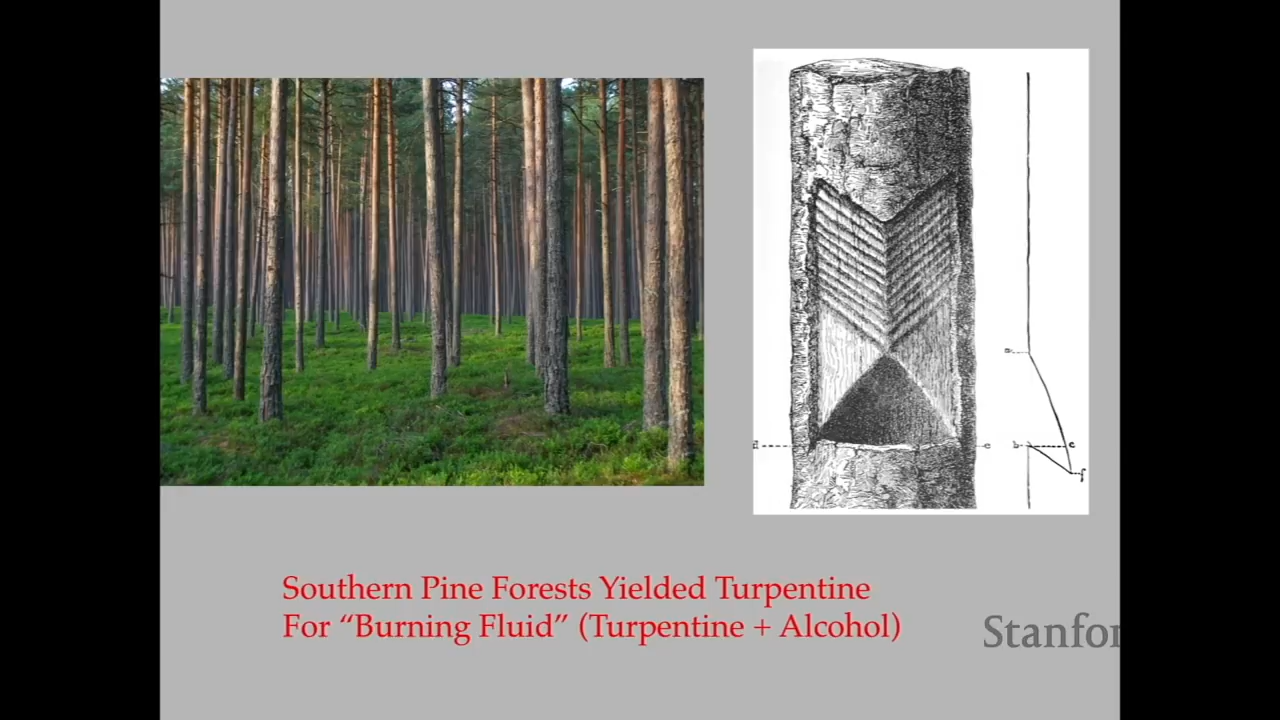 a
d
e
b
c
f
Southern Pine Forests Yielded Turpentine
For “Burning Fluid” (Turpentine + Alcohol)
Stanfor